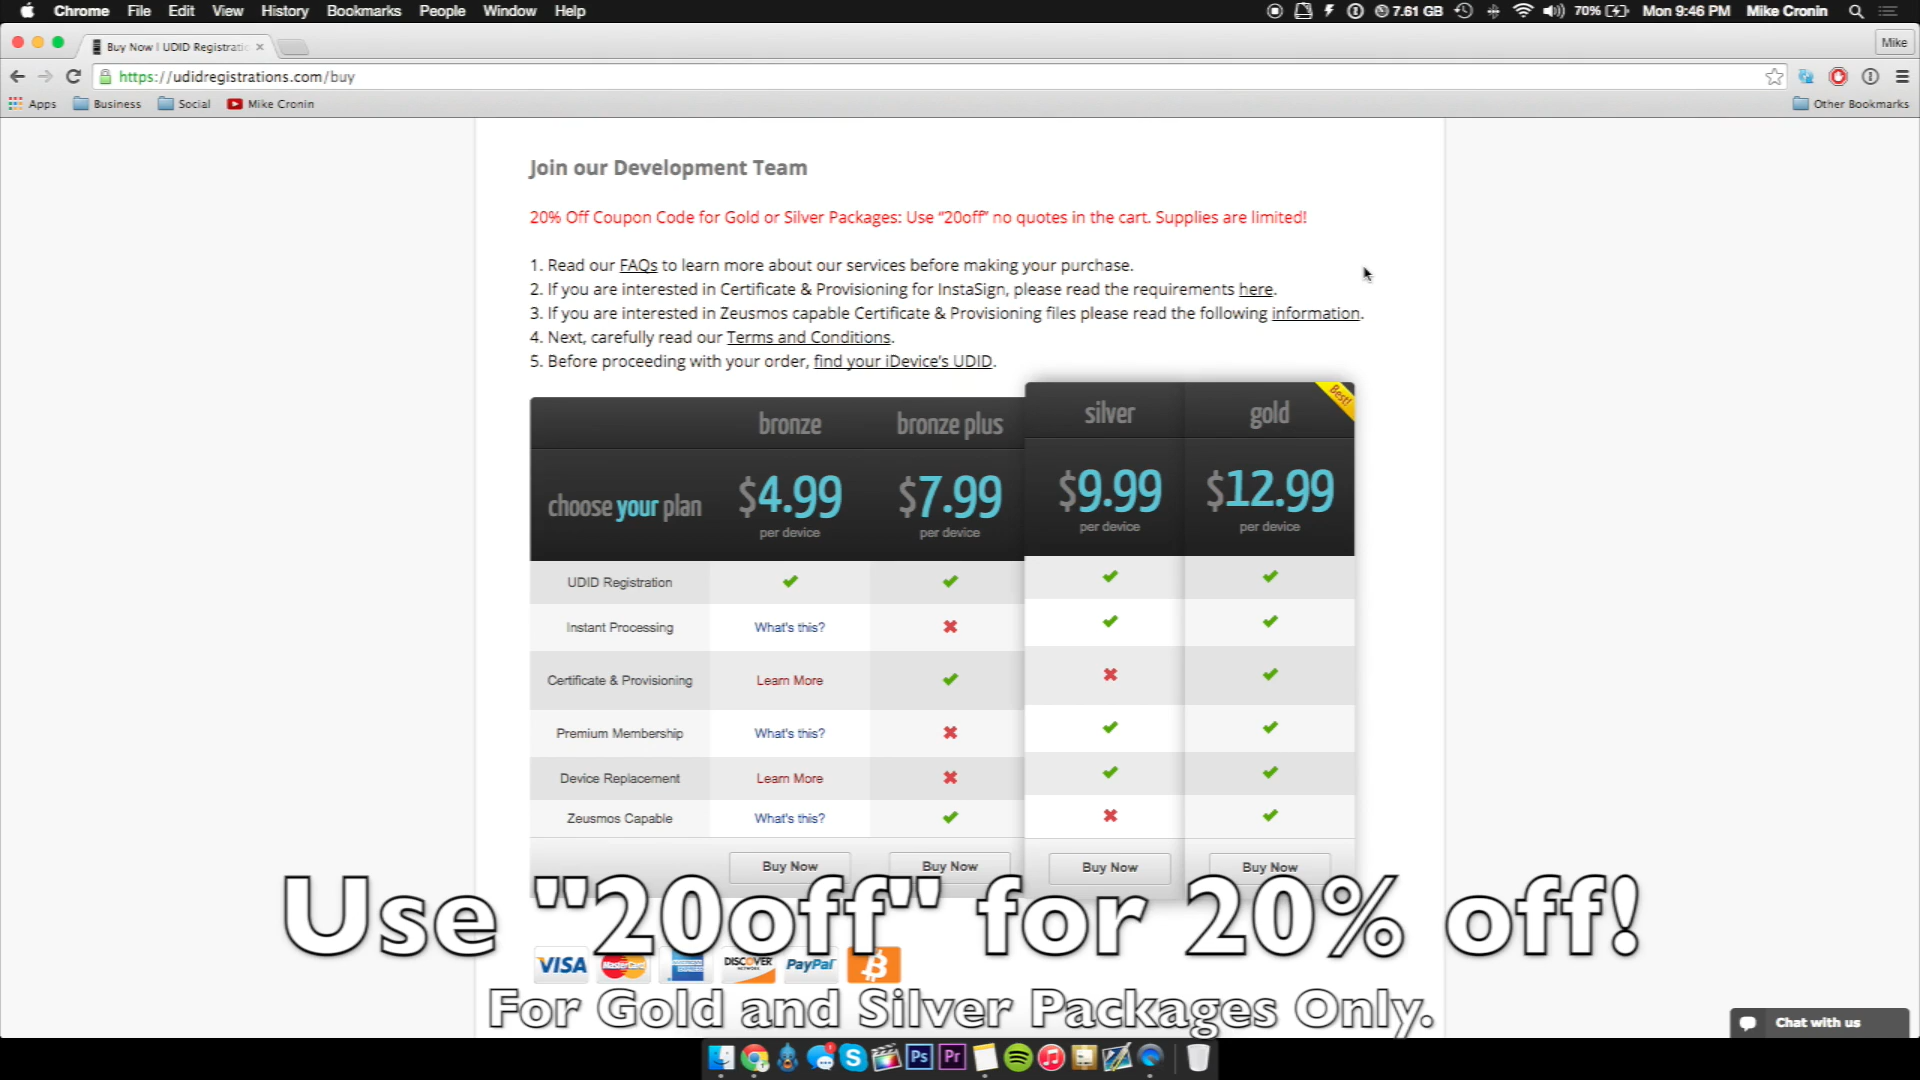 Chrome File Edit View History Bookmarks People Window Help 7.61 GB 70% Mon 9:46 PM Mike Cronin
Buy Now | UDID Registratio Mike
https://udidregistrations.com/buy
Apps Business Social Mike Cronin Other Bookmarks
Join our Development Team
20% Off Coupon Code for Gold or Silver Packages: Use “20off” no quotes in the cart. Supplies are limited!
1. Read our FAQs to learn more about our services before making your purchase.
2. If you are interested in Certificate & Provisioning for InstaSign, please read the requirements here.
3. If you are interested in Zeusmos capable Certificate & Provisioning files please read the following information.
4. Next, carefully read our Terms and Conditions.
5. Before proceeding with your order, find your iDevice's UDID.
bronze bronze plus silver gold Best!
choose your plan $4.99 $7.99 $9.99 $12.99
per device per device per device per device
UDID Registration
Instant Processing What's this?
Certificate & Provisioning Learn More
Premium Membership What's this?
Device Replacement Learn More
Zeusmos Capable What's this?
Buy Now Buy Now Buy Now Buy Now
Use "20off" for 20% off!
VISA MasterCard DISCOVER NETWORK PayPal
For Gold and Silver Packages Only.
Chat with us
Ps Pr